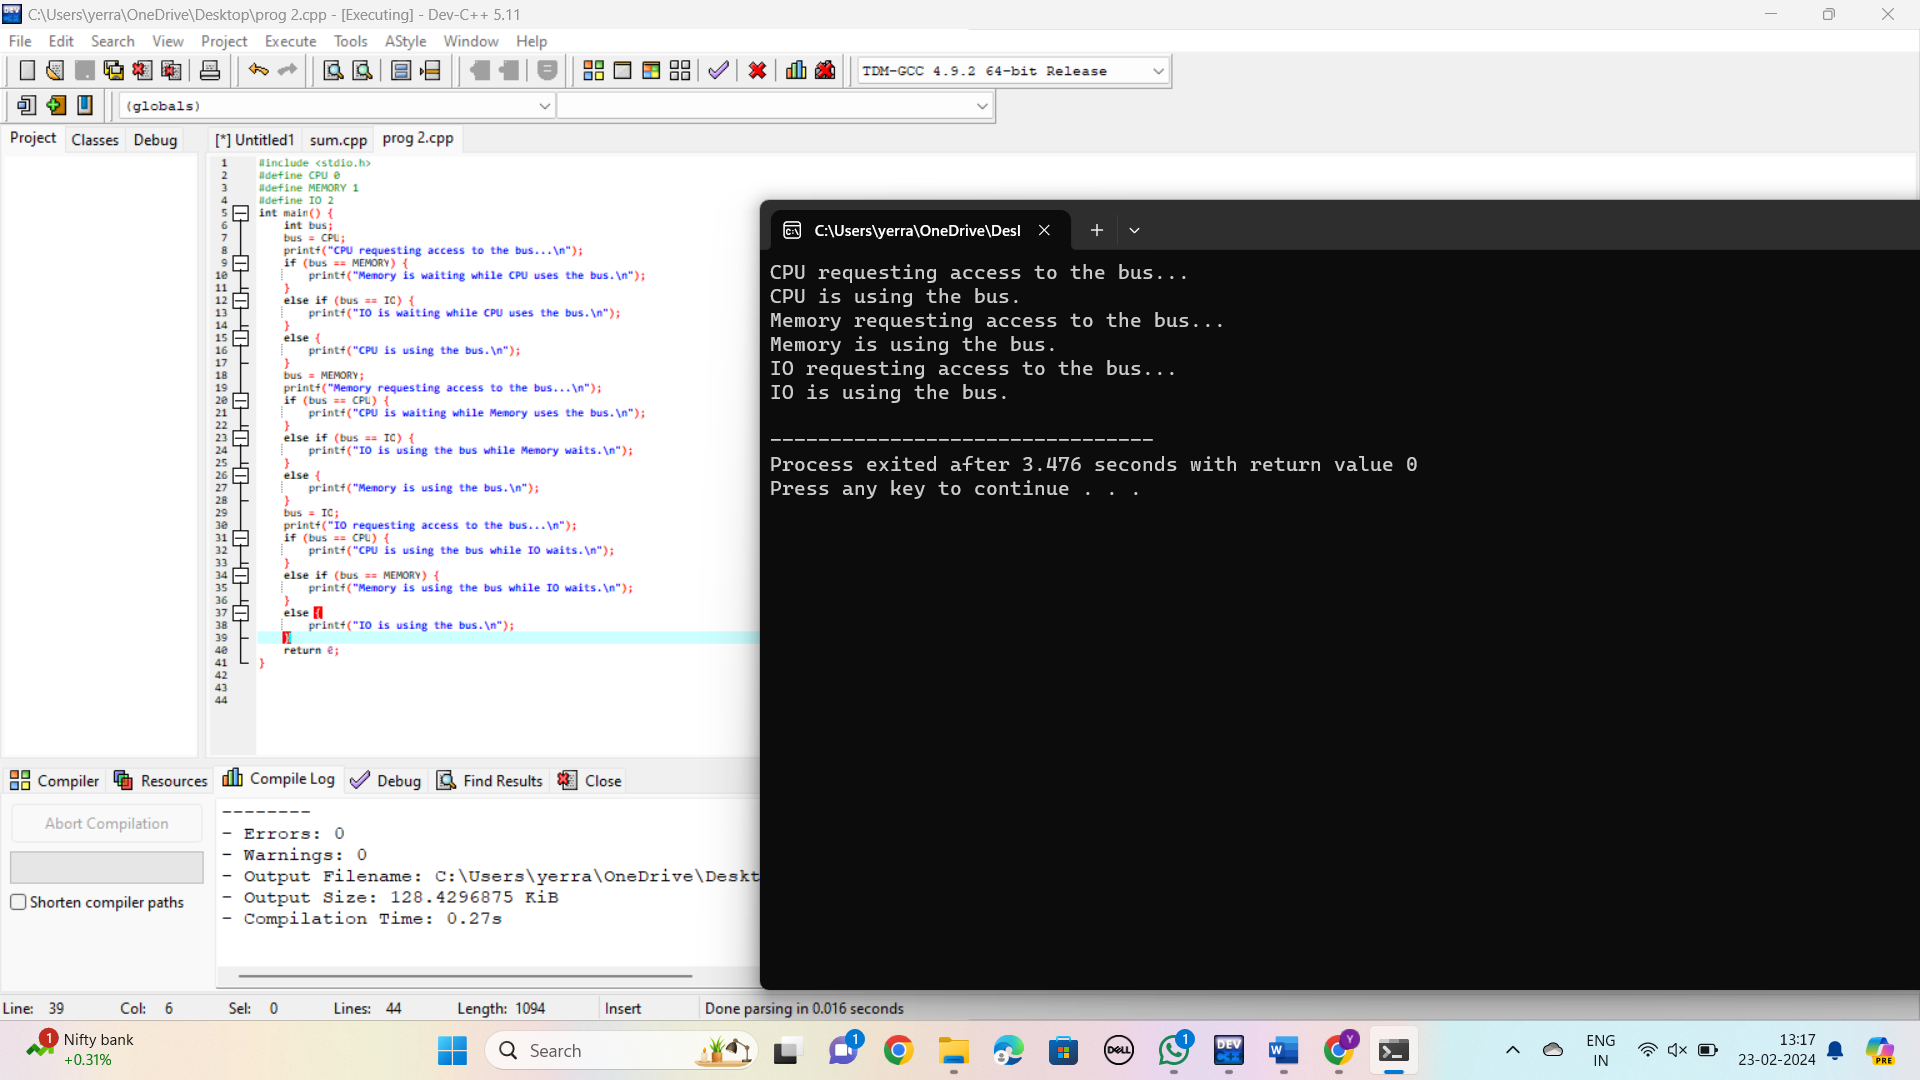 C:\Users\yerra\OneDrive\Desktop\prog 2.cpp - [Executing] - Dev-C++ 5.11
File Edit Search View Project Execute Tools AStyle Window Help
TDM-GCC 4.9.2 64-bit Release
(globals)
Project Classes Debug [*] Untitled1 sum.cpp prog 2.cpp
1 #include <stdio.h>
2 #define CPU 0
3 #define MEMORY 1
4 #define IO 2
5 int main() {
6 int bus;
7 bus = CPU;
8 printf("CPU requesting access to the bus...\n");
9 if (bus == MEMORY) {
10 printf("Memory is waiting while CPU uses the bus.\n");
11 }
12 else if (bus == IO) {
13 printf("IO is waiting while CPU uses the bus.\n");
14 }
15 else {
16 printf("CPU is using the bus.\n");
17 }
18 bus = MEMORY;
19 printf("Memory requesting access to the bus...\n");
20 if (bus == CPU) {
21 printf("CPU is waiting while Memory uses the bus.\n");
22 }
23 else if (bus == IO) {
24 printf("IO is using the bus while Memory waits.\n");
25 }
26 else {
27 printf("Memory is using the bus.\n");
28 }
29 bus = IO;
30 printf("IO requesting access to the bus...\n");
31 if (bus == CPU) {
32 printf("CPU is using the bus while IO waits.\n");
33 }
34 else if (bus == MEMORY) {
35 printf("Memory is using the bus while IO waits.\n");
36 }
37 else {
38 printf("IO is using the bus.\n");
39 }
40 return 0;
41 }
42
43
44
C:\Users\yerra\OneDrive\Desl
CPU requesting access to the bus...
CPU is using the bus.
Memory requesting access to the bus...
Memory is using the bus.
IO requesting access to the bus...
IO is using the bus.
--------------------------------
Process exited after 3.476 seconds with return value 0
Press any key to continue . . .
Compiler Resources Compile Log Debug Find Results Close
Abort Compilation
Shorten compiler paths
--------
- Errors: 0
- Warnings: 0
- Output Filename: C:\Users\yerra\OneDrive\Deskt
- Output Size: 128.4296875 KiB
- Compilation Time: 0.27s
Line: 39 Col: 6 Sel: 0 Lines: 44 Length: 1094 Insert Done parsing in 0.016 seconds
1
Nifty bank
+0.31%
Search
1
DELL
1
DEV
C++
W
Y
ENG
IN
13:17
23-02-2024
PRE